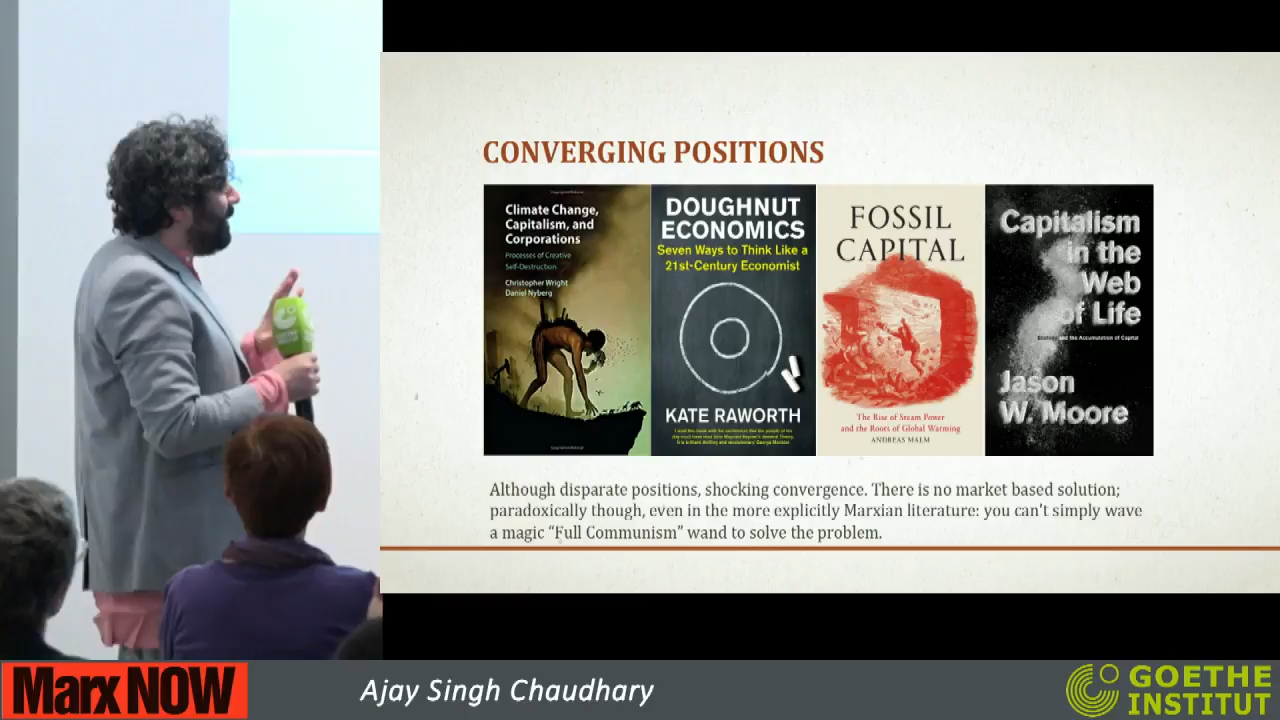 CONVERGING POSITIONS
Climate Change,
Capitalism, and
Corporations
Processes of Creative
Self-Destruction
Christopher Wright
Daniel Nyberg
DOUGHNUT
ECONOMICS
Seven Ways to Think Like a
21st-Century Economist
KATE RAWORTH
FOSSIL
CAPITAL
The Rise of Steam Power
and the Roots of Global Warming
ANDREAS MALM
Capitalism
in the
Web
of Life
Ecology and the Accumulation of Capital
Jason
W. Moore
Although disparate positions, shocking convergence. There is no market based solution;
paradoxically though, even in the more explicitly Marxian literature: you can't simply wave
a magic “Full Communism” wand to solve the problem.
Marx NOW
Ajay Singh Chaudhary
GOETHE
INSTITUT